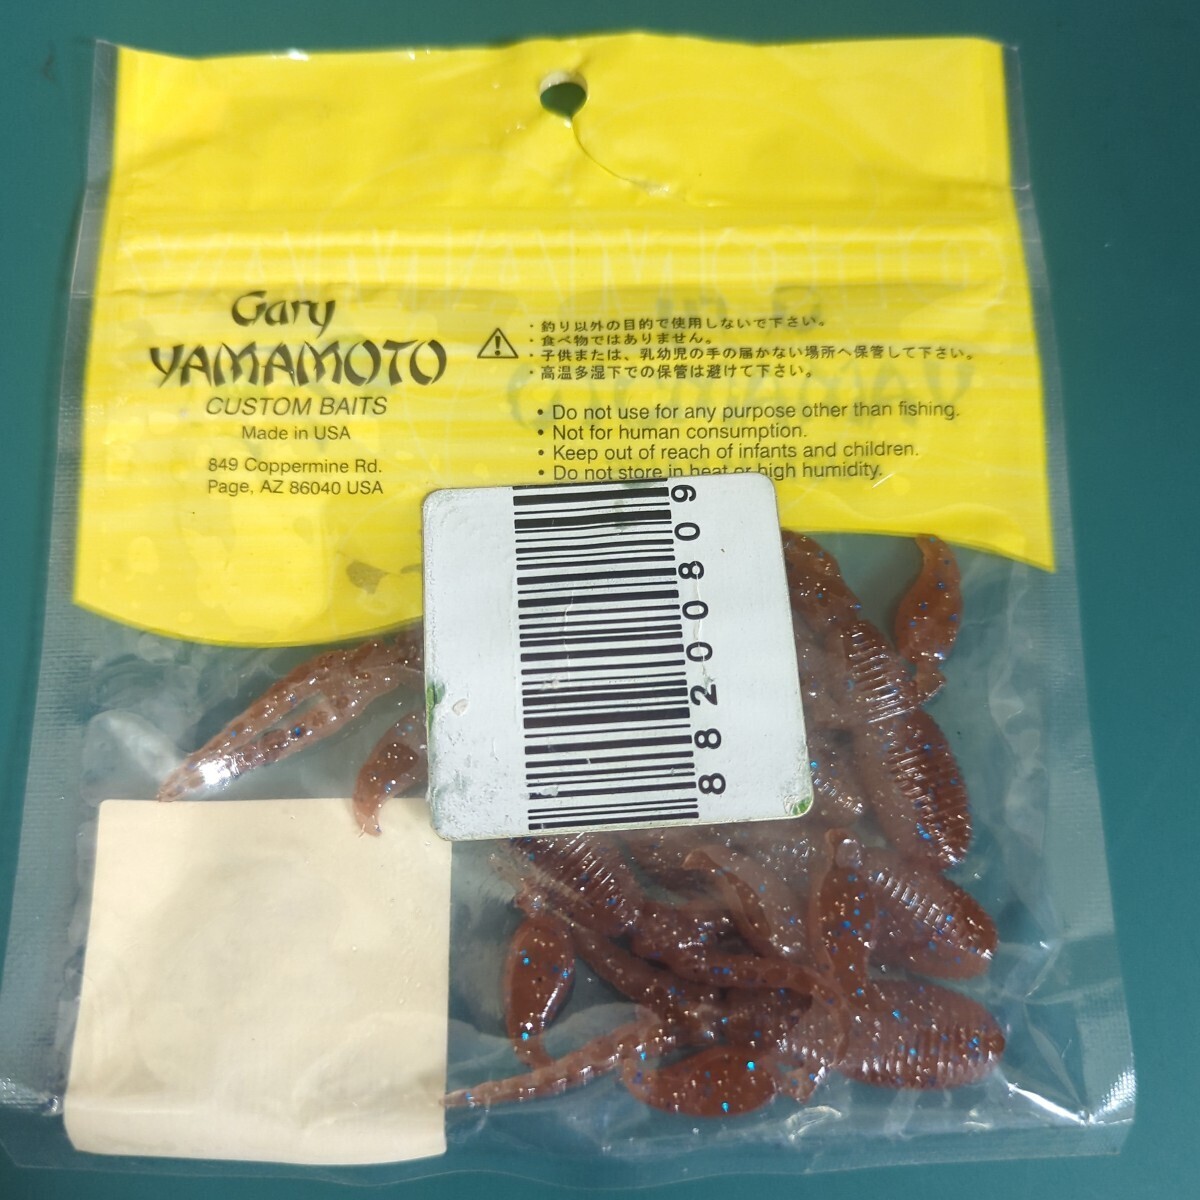 Gary
YAMAMOTO
CUSTOM BAITS
Made in USA
849 Coppermine Rd.
Page, AZ 86040 USA
・釣り以外の目的で使用しないで下さい。
・食べ物ではありません。
・子供または、乳幼児の手の届かない場所へ保管して下さい。
・高温多湿下での保管は避けて下さい。
• Do not use for any purpose other than fishing.
• Not for human consumption.
• Keep out of reach of infants and children.
• Do not store in heat or high humidity.
88200809